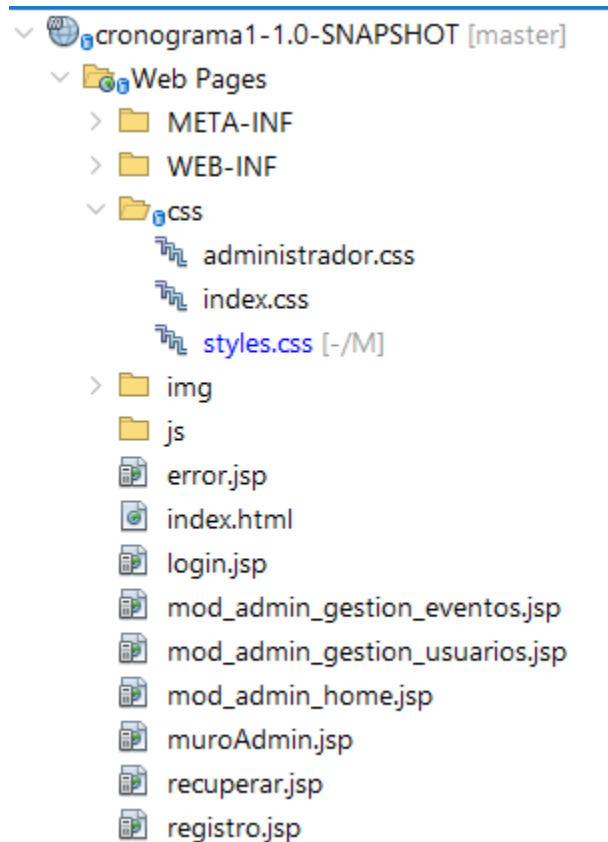 cronograma1-1.0-SNAPSHOT [master]
Web Pages
META-INF
WEB-INF
css
administrador.css
index.css
styles.css [-/M]
img
js
error.jsp
index.html
login.jsp
mod_admin_gestion_eventos.jsp
mod_admin_gestion_usuarios.jsp
mod_admin_home.jsp
muroAdmin.jsp
recuperar.jsp
registro.jsp